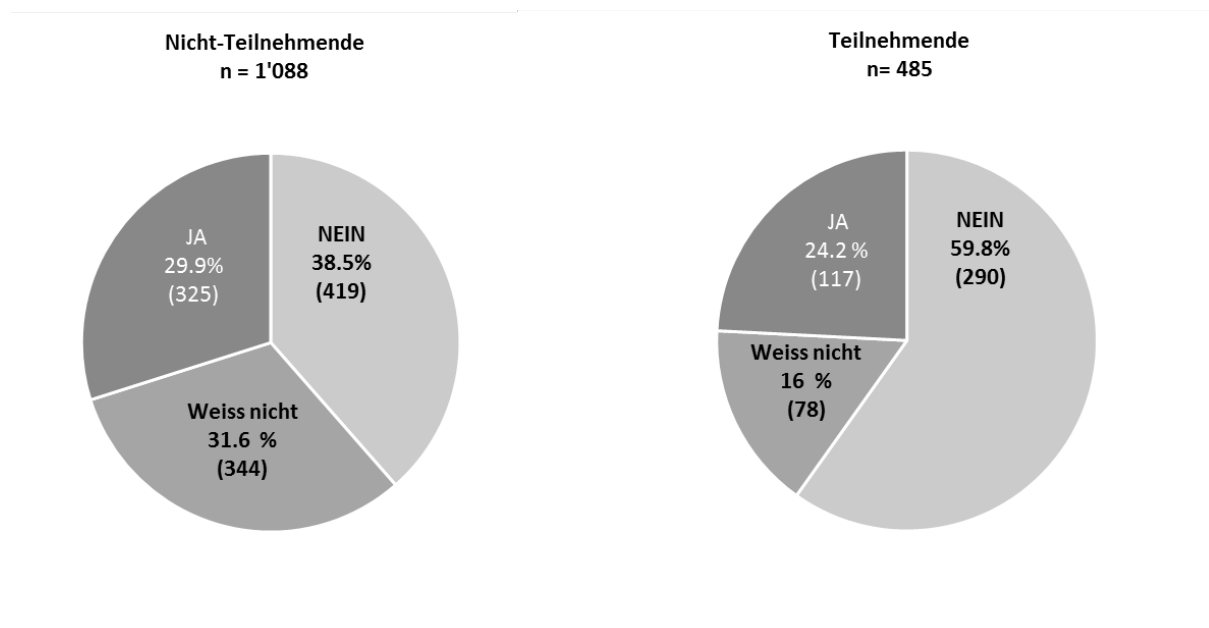 Nicht-Teilnehmende
n = 1'088
JA
29.9%
(325)
NEIN
38.5%
(419)
Weiss nicht
31.6 %
(344)
Teilnehmende
n= 485
JA
24.2 %
(117)
NEIN
59.8%
(290)
Weiss nicht
16 %
(78)